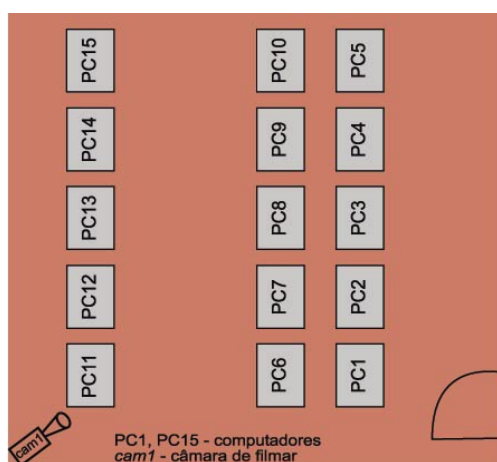 PC15 PC10 PC5
PC14 PC9 PC4
PC13 PC8 PC3
PC12 PC7 PC2
PC11 PC6 PC1
cam1
PC1, PC15 - computadores
cam1 - câmara de filmar